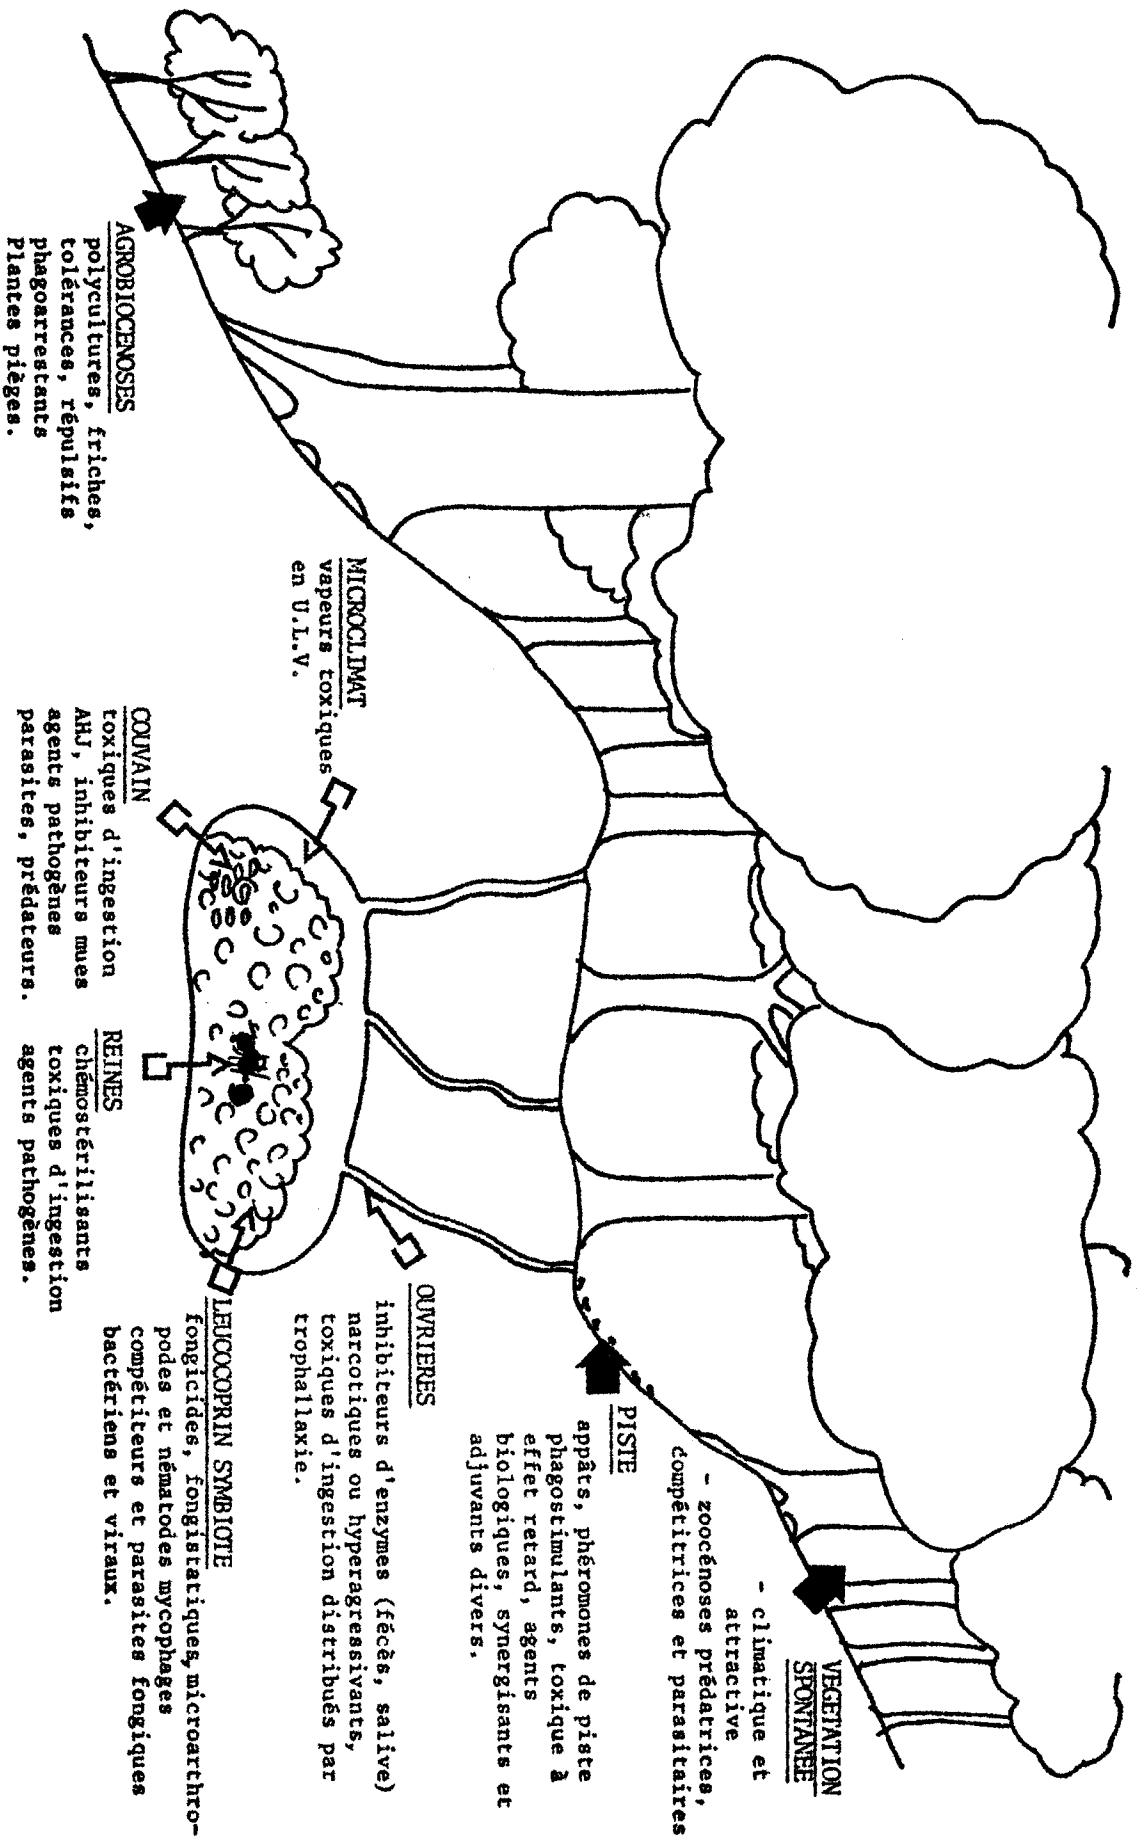 AGROBIOCENOSES
polycultures, friches,
tolérances, répulsifs
phagoarrestants
Plantes pièges.
MICROCLIMAT
vapeurs toxiques
en U.L.V.
COUVAIN
toxiques d'ingestion
AHJ, inhibiteurs mues
agents pathogènes
parasites, prédateurs.
REINES
chémostérilisants
toxiques d'ingestion
agents pathogènes.
LEUCOCOPRIN SYMBIOTE
fongicides, fongistatiques, microarthro-
podes et nématodes mycophages
compétiteurs et parasites fongiques
bactériens et viraux.
OUVRIERES
inhibiteurs d'enzymes (fécès, salive)
narcotiques ou hyperagressivants,
toxiques d'ingestion distribués par
trophallaxie.
PISTE
appâts, phéromones de piste
phagostimulants, toxique à
effet retard, agents
biologiques, synergisants et
adjuvants divers.
VEGETATION
SPONTANEE
- climatique et
attractive
- zoocénoses prédatrices,
compétitrices et parasitaires